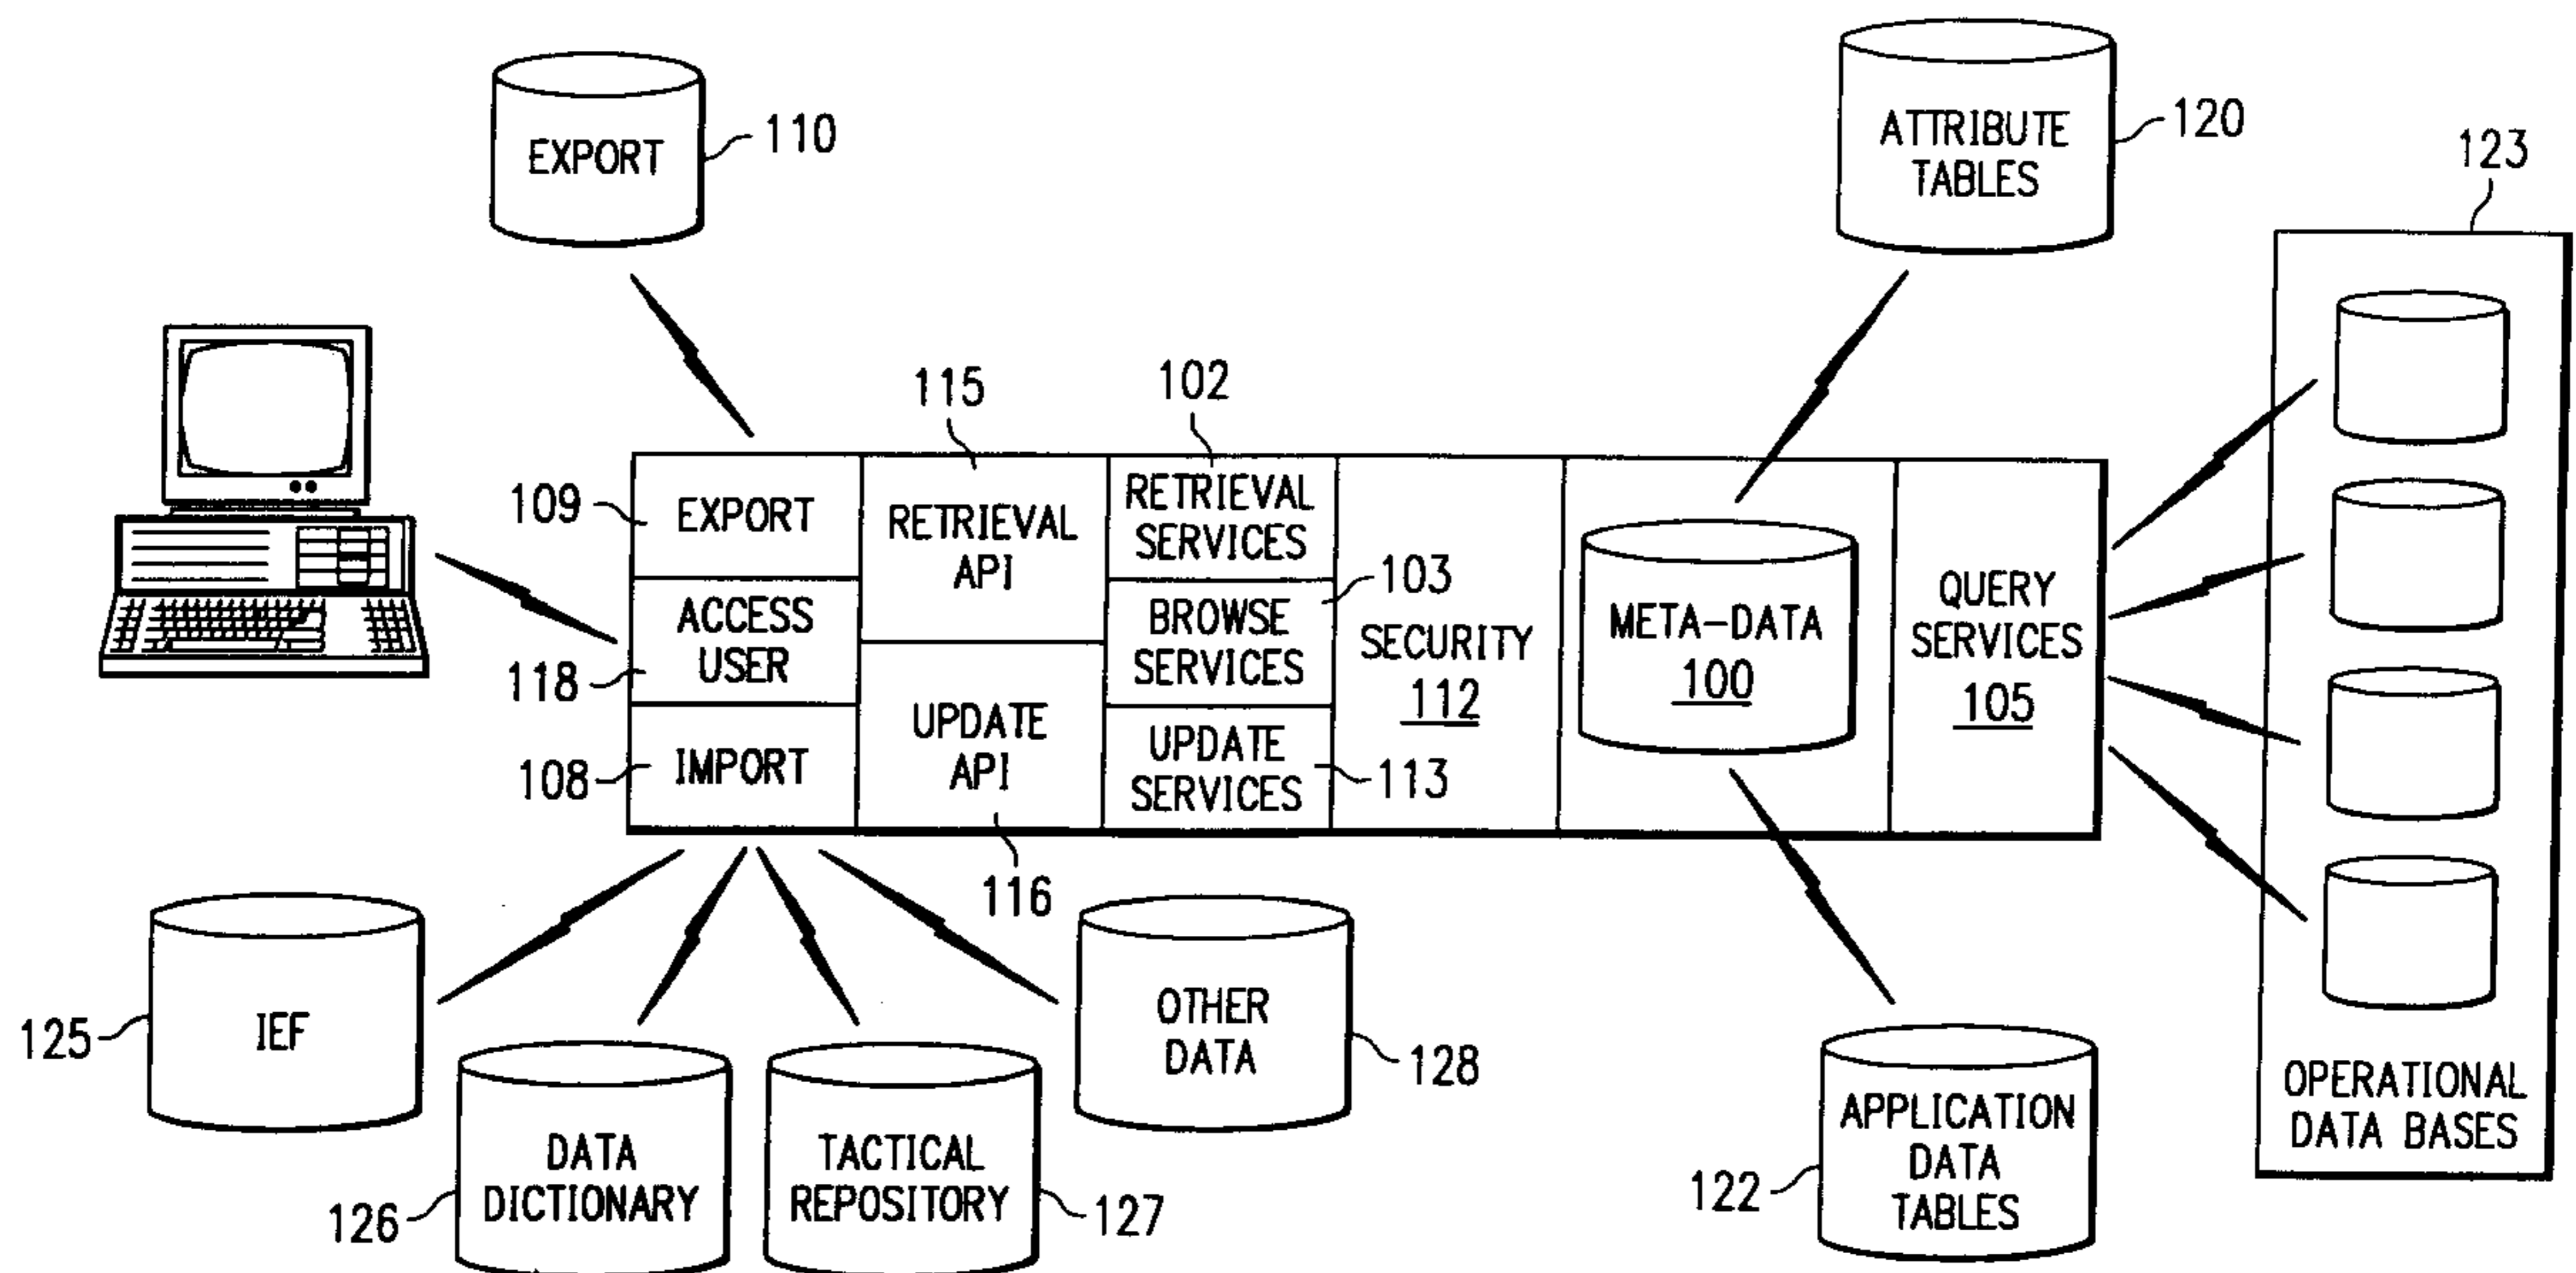 EXPORT
110
ATTRIBUTE
TABLES
120
123
115
102
109
EXPORT
RETRIEVAL
API
RETRIEVAL
SERVICES
103
118
ACCESS
USER
BROWSE
SERVICES
SECURITY
112
META-DATA
100
QUERY
SERVICES
105
108
IMPORT
UPDATE
API
UPDATE
SERVICES
113
116
125
IEF
126
DATA
DICTIONARY
TACTICAL
REPOSITORY
127
OTHER
DATA
128
122
APPLICATION
DATA
TABLES
OPERATIONAL
DATA BASES